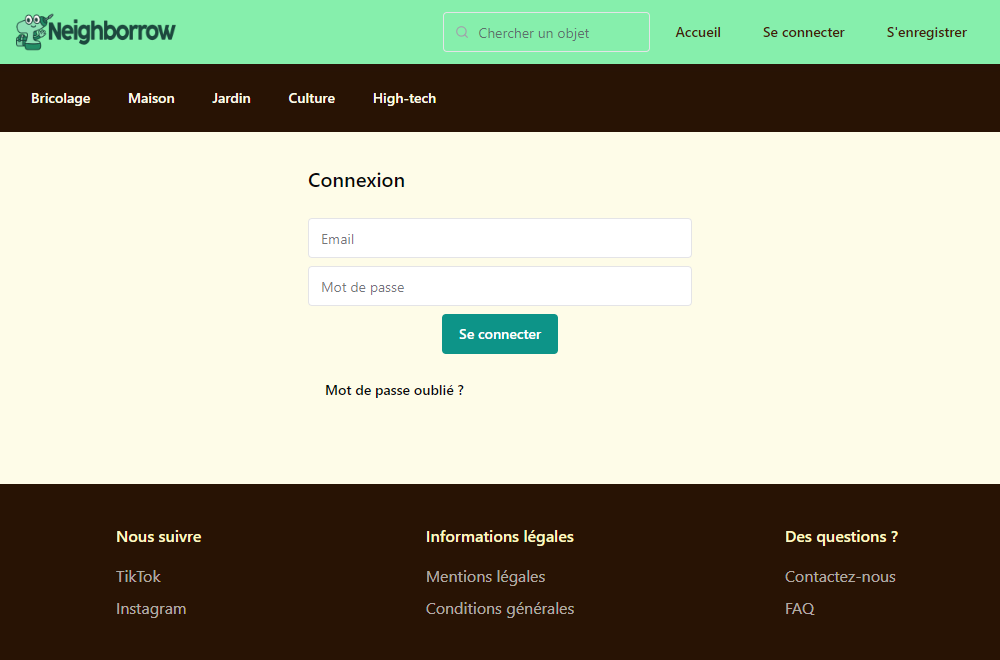 Neighborrow
Chercher un objet
Accueil
Se connecter
S'enregistrer
Bricolage
Maison
Jardin
Culture
High-tech
Connexion
Email
Mot de passe
Se connecter
Mot de passe oublié ?
Nous suivre
TikTok
Instagram
Informations légales
Mentions légales
Conditions générales
Des questions ?
Contactez-nous
FAQ